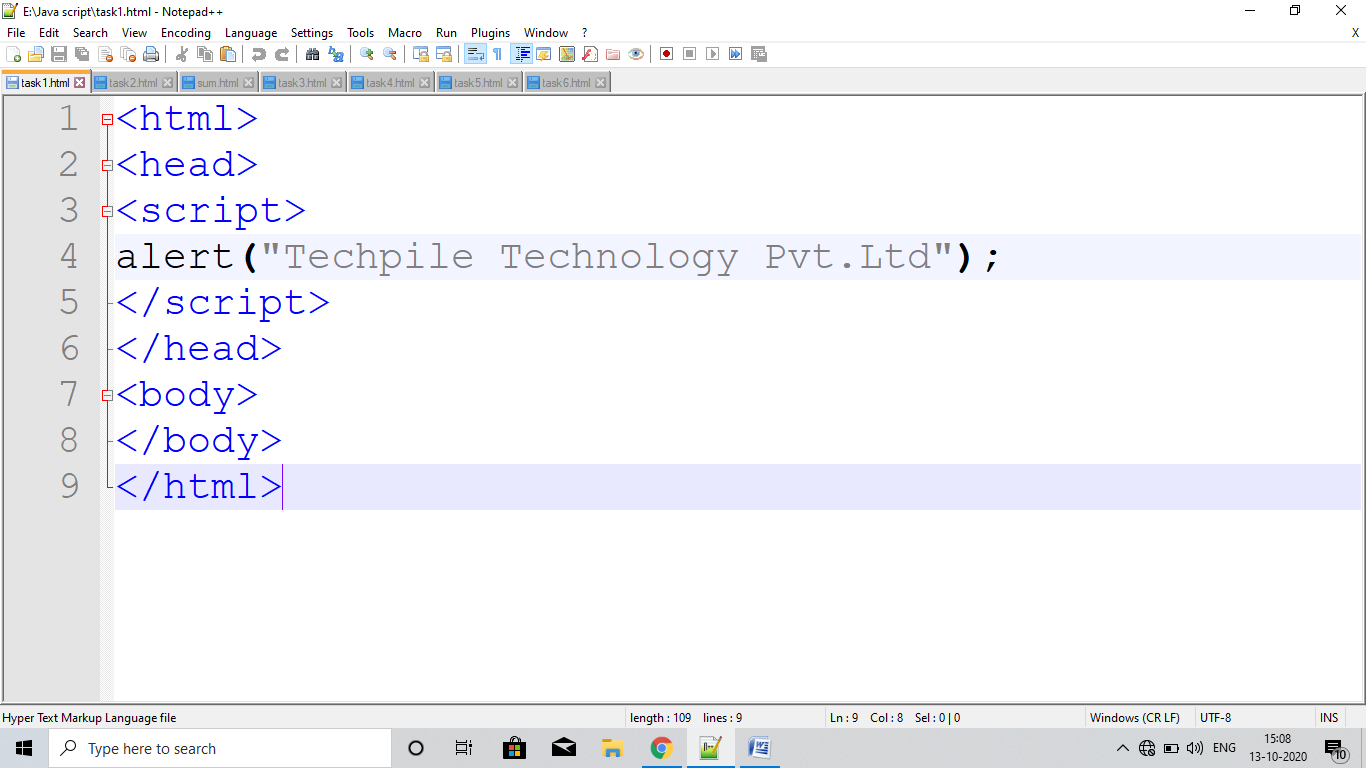 E:\Java script\task1.html - Notepad++
File Edit Search View Encoding Language Settings Tools Macro Run Plugins Window ? X
task1.html task2.html sum.html task3.html task4.html task5.html task6.html
1 <html>
2 <head>
3 <script>
4 alert("Techpile Technology Pvt.Ltd");
5 </script>
6 </head>
7 <body>
8 </body>
9 </html>
Hyper Text Markup Language file length : 109 lines : 9 Ln : 9 Col : 8 Sel : 0 | 0 Windows (CR LF) UTF-8 INS
Type here to search ENG 15:08
13-10-2020 10